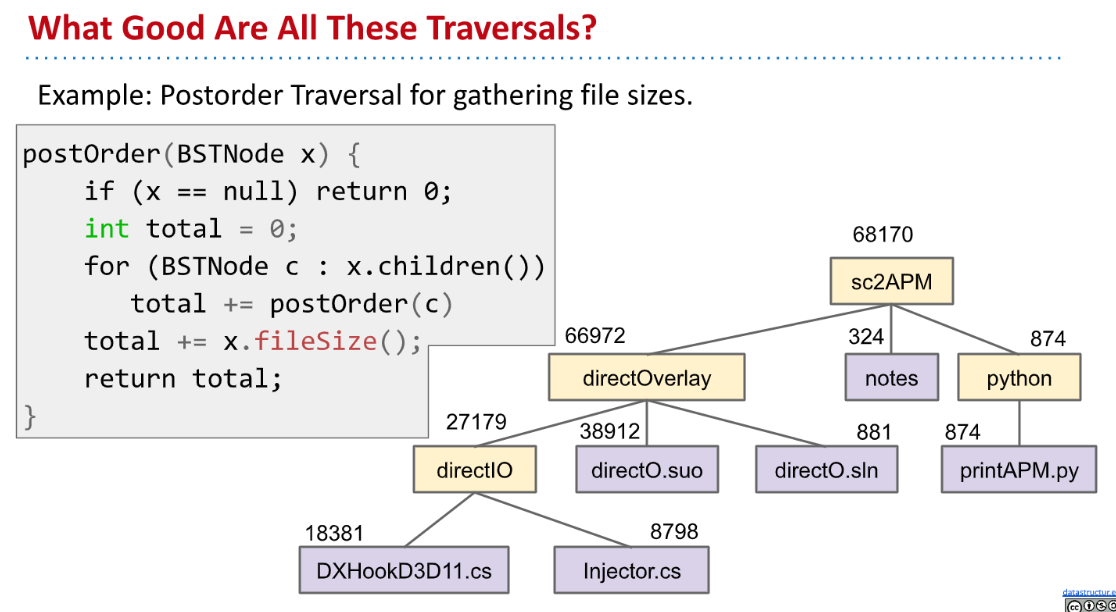 What Good Are All These Traversals?
Example: Postorder Traversal for gathering file sizes.
postOrder(BSTNode x) {
    if (x == null) return 0;
    int total = 0;
    for (BSTNode c : x.children())
       total += postOrder(c)
    total += x.fileSize();
    return total;
}
68170
sc2APM
66972
324
874
directOverlay
notes
python
27179
38912
881
874
directIO
directO.suo
directO.sln
printAPM.py
18381
8798
DXHookD3D11.cs
Injector.cs